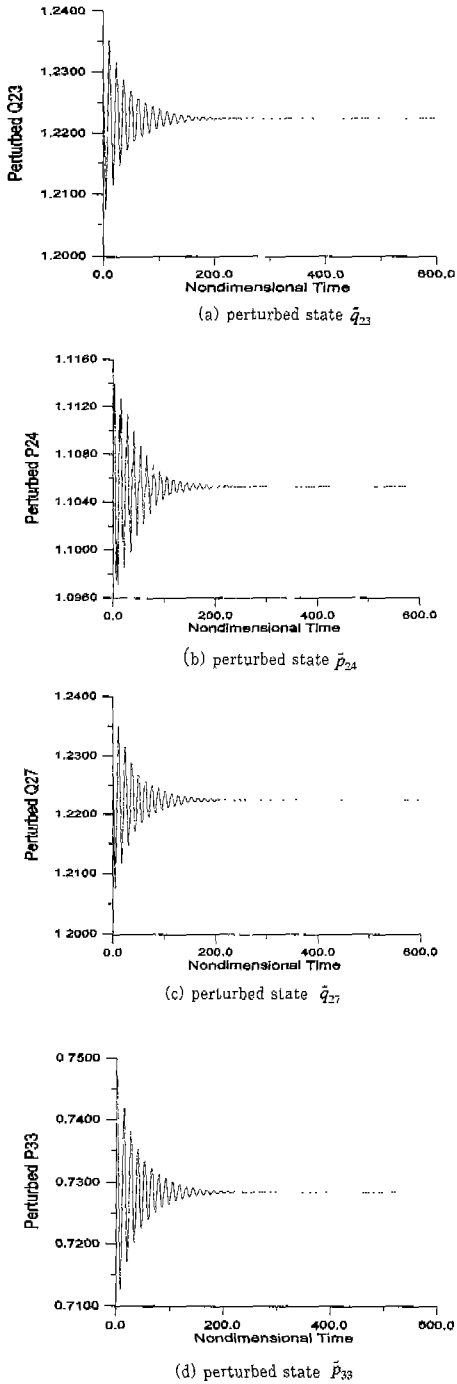 1.2400
1.2300
1.2200
1.2100
1.2000
Perturbed Q23
0.0 200.0 400.0 600.0
Nondimensional Time
(a) perturbed state q̃₂₃
1.1160
1.1120
1.1080
1.1040
1.1000
1.0960
Perturbed P24
0.0 200.0 400.0 600.0
Nondimensional Time
(b) perturbed state p̃₂₄
1.2400
1.2300
1.2200
1.2100
1.2000
Perturbed Q27
0.0 200.0 400.0 600.0
Nondimensional Time
(c) perturbed state q̃₂₇
0.7500
0.7400
0.7300
0.7200
0.7100
Perturbed P33
0.0 200.0 400.0 600.0
Nondimensional Time
(d) perturbed state p̃₃₃